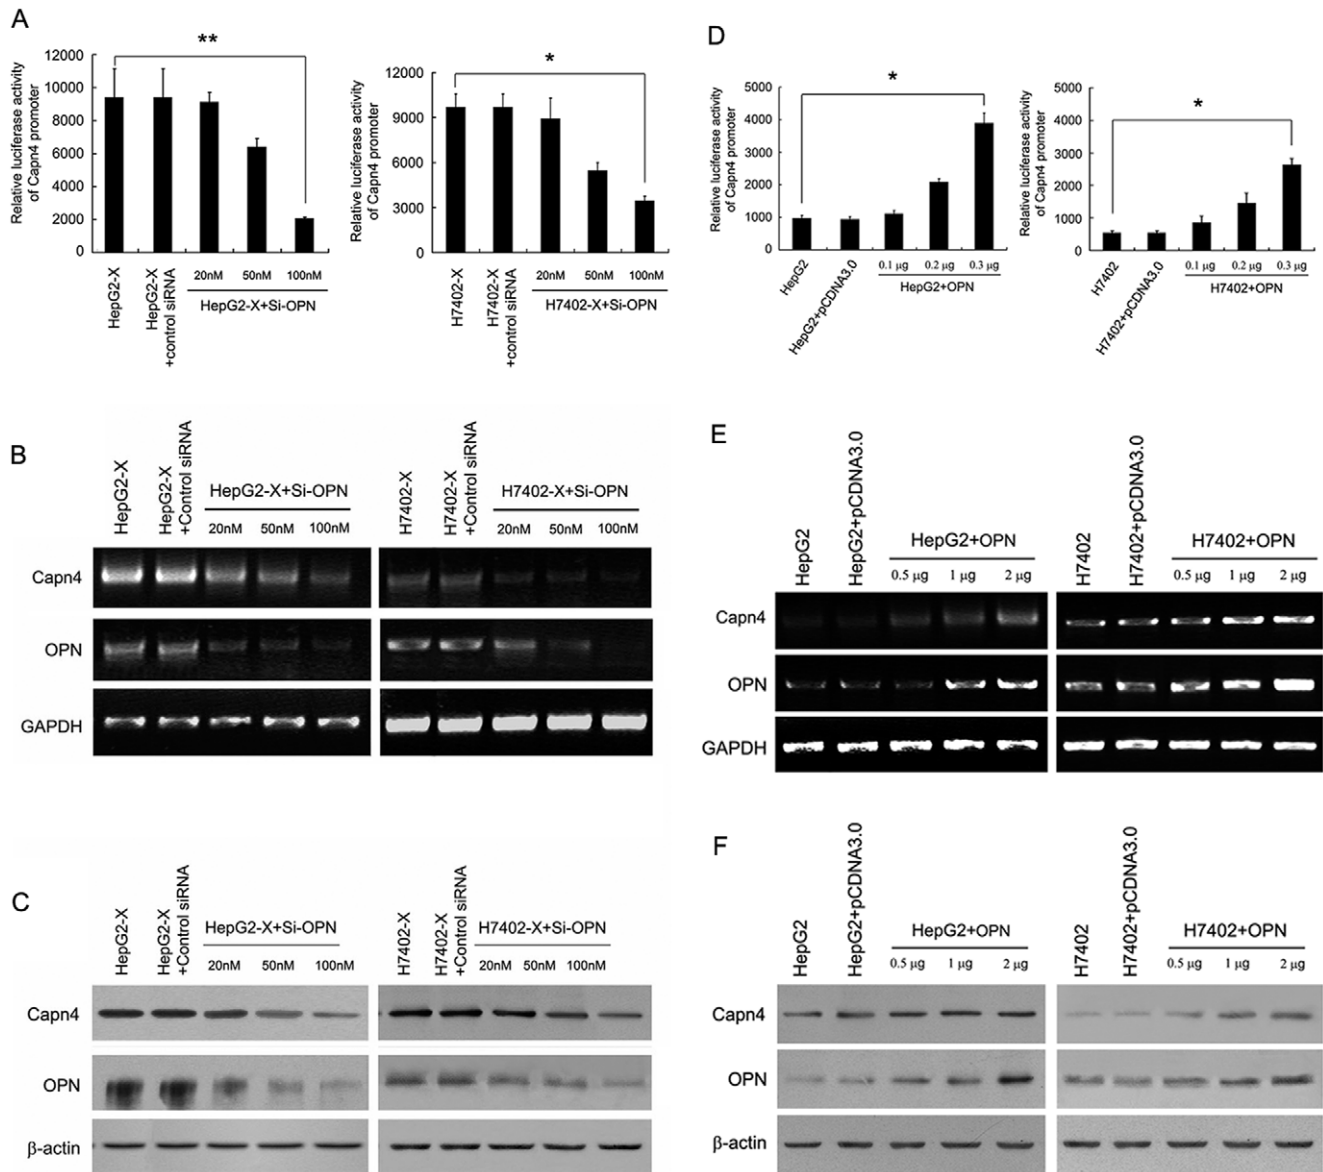 A
**
12000
10000
8000
6000
4000
2000
0
Relative luciferase activity
of Capn4 promoter
HepG2-X
HepG2-X
+control siRNA
20nM 50nM 100nM
HepG2-X+Si-OPN
*
12000
9000
6000
3000
0
Relative luciferase activity
of Capn4 promoter
H7402-X
H7402-X
+control siRNA
20nM 50nM 100nM
H7402-X+Si-OPN
D
*
5000
4000
3000
2000
1000
0
Relative luciferase activity
of Capn4 promoter
HepG2
HepG2+pCDNA3.0
0.1 μg 0.2 μg 0.3 μg
HepG2+OPN
*
5000
4000
3000
2000
1000
0
Relative luciferase activity
of Capn4 promoter
H7402
H7402+pCDNA3.0
0.1 μg 0.2 μg 0.3 μg
H7402+OPN
B
HepG2-X
HepG2-X
+Control siRNA
HepG2-X+Si-OPN
20nM 50nM 100nM
H7402-X
H7402-X
+Control siRNA
H7402-X+Si-OPN
20nM 50nM 100nM
Capn4
OPN
GAPDH
E
HepG2
HepG2+pCDNA3.0
HepG2+OPN
0.5 μg 1 μg 2 μg
H7402
H7402+pCDNA3.0
H7402+OPN
0.5 μg 1 μg 2 μg
Capn4
OPN
GAPDH
C
HepG2-X
HepG2-X
+Control siRNA
HepG2-X+Si-OPN
20nM 50nM 100nM
H7402-X
H7402-X
+Control siRNA
H7402-X+Si-OPN
20nM 50nM 100nM
Capn4
OPN
β-actin
F
HepG2
HepG2+pCDNA3.0
HepG2+OPN
0.5 μg 1 μg 2 μg
H7402
H7402+pCDNA3.0
H7402+OPN
0.5 μg 1 μg 2 μg
Capn4
OPN
β-actin